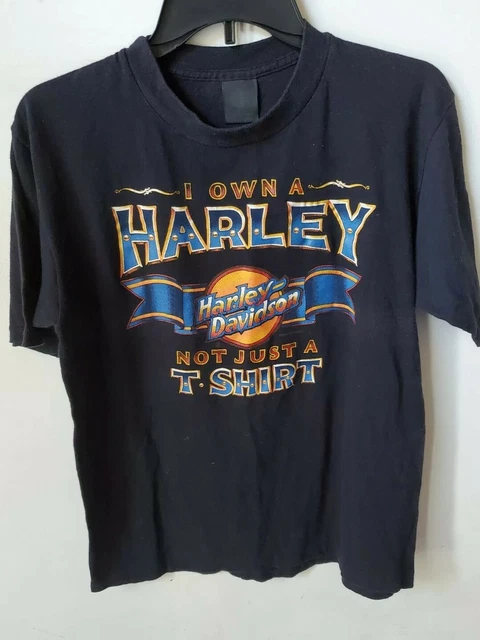 I OWN A
HARLEY
Harley-
Davidson
NOT JUST A
T-SHIRT